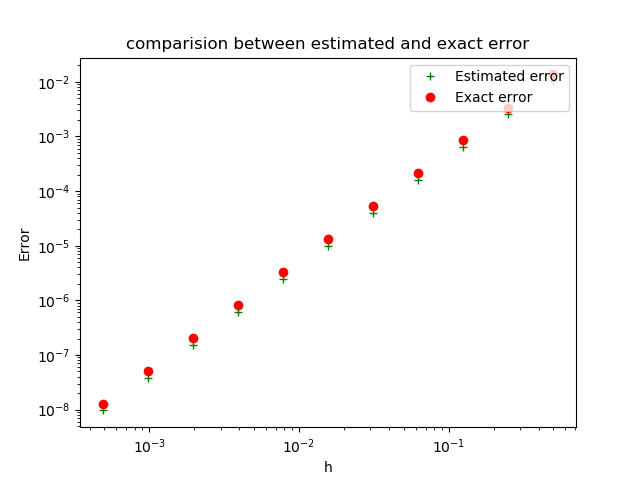 comparision between estimated and exact error
Estimated error
Exact error
10⁻²
10⁻³
10⁻⁴
10⁻⁵
10⁻⁶
10⁻⁷
10⁻⁸
Error
10⁻³
10⁻²
10⁻¹
h